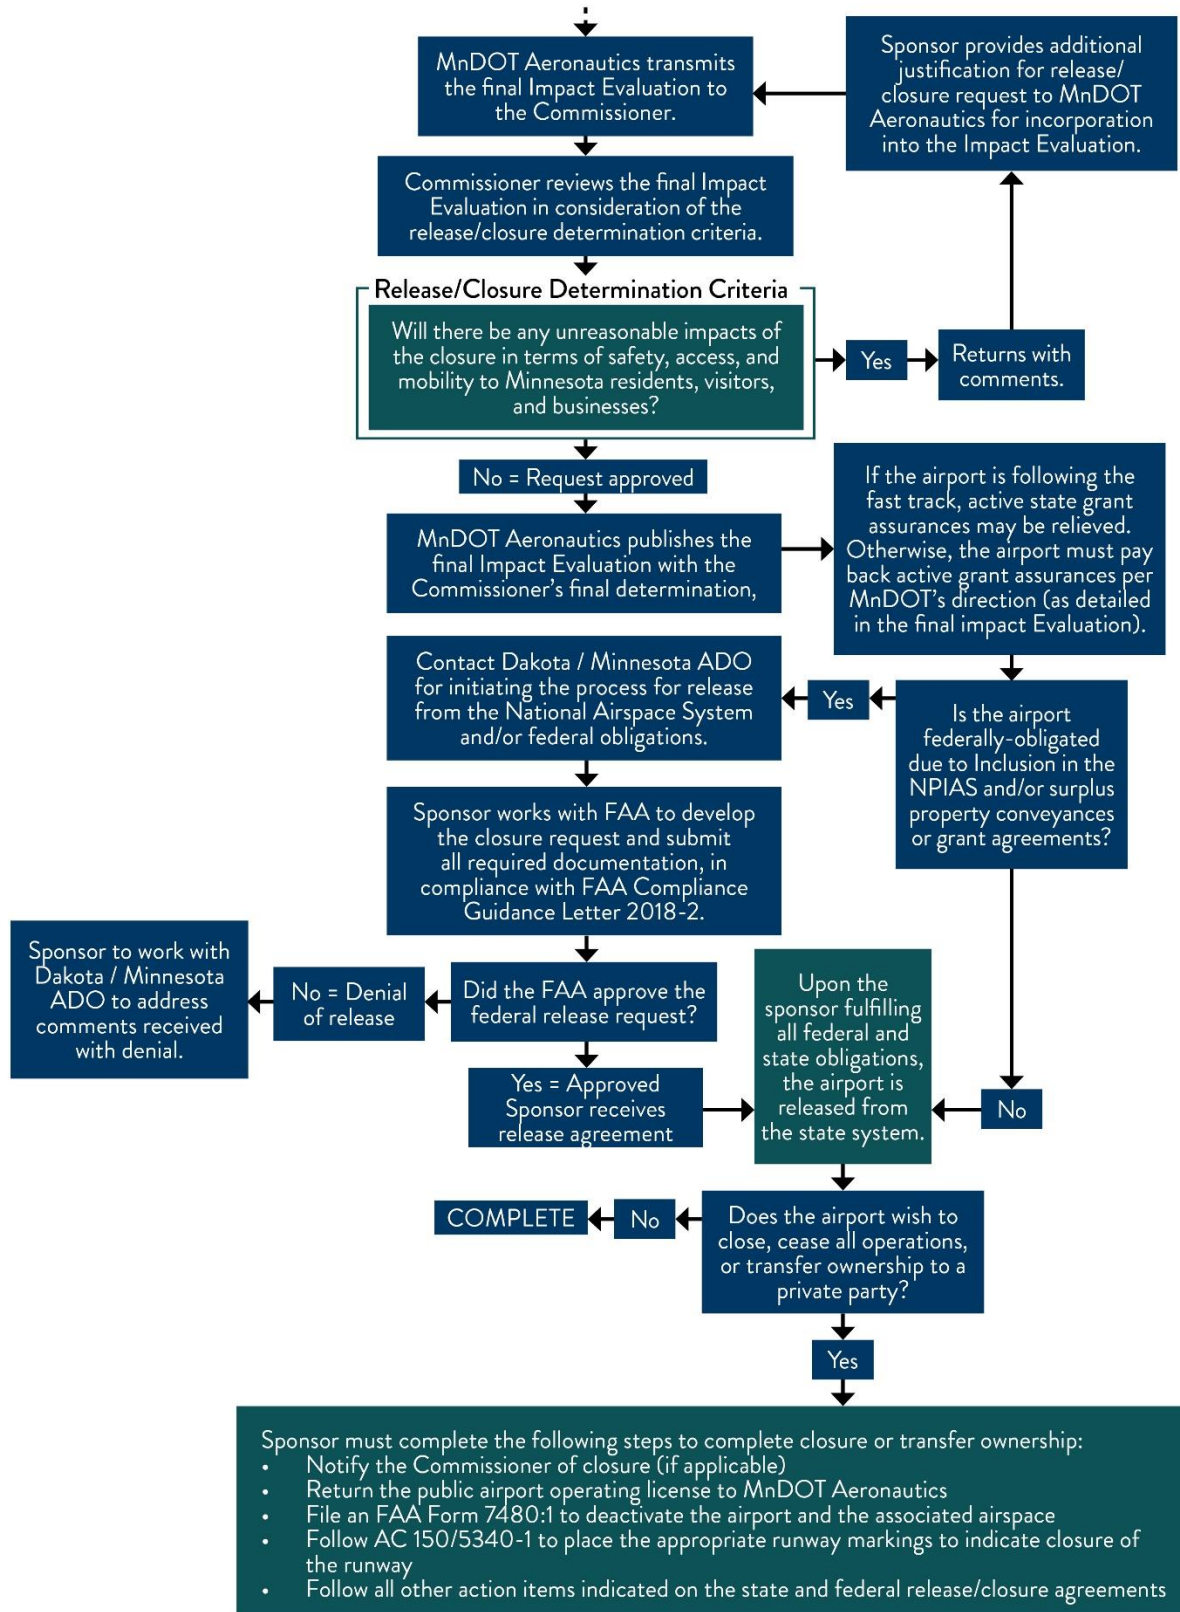 MnDOT Aeronautics transmits
the final Impact Evaluation to
the Commissioner.
Sponsor provides additional
justification for release/
closure request to MnDOT
Aeronautics for incorporation
into the Impact Evaluation.
Commissioner reviews the final Impact
Evaluation in consideration of the
release/closure determination criteria.
Release/Closure Determination Criteria
Will there be any unreasonable impacts of
the closure in terms of safety, access, and
mobility to Minnesota residents, visitors,
and businesses?
Yes
Returns with
comments.
No = Request approved
MnDOT Aeronautics publishes the
final Impact Evaluation with the
Commissioner's final determination,
If the airport is following the
fast track, active state grant
assurances may be relieved.
Otherwise, the airport must pay
back active grant assurances per
MnDOT's direction (as detailed
in the final impact Evaluation).
Is the airport
federally-obligated
due to Inclusion in the
NPIAS and/or surplus
property conveyances
or grant agreements?
Yes
Contact Dakota / Minnesota ADO
for initiating the process for release
from the National Airspace System
and/or federal obligations.
Sponsor works with FAA to develop
the closure request and submit
all required documentation, in
compliance with FAA Compliance
Guidance Letter 2018-2.
Did the FAA approve the
federal release request?
No = Denial
of release
Sponsor to work with
Dakota / Minnesota
ADO to address
comments received
with denial.
Yes = Approved
Sponsor receives
release agreement
Upon the
sponsor fulfilling
all federal and
state obligations,
the airport is
released from
the state system.
No
Does the airport wish to
close, cease all operations,
or transfer ownership to a
private party?
No
COMPLETE
Yes
Sponsor must complete the following steps to complete closure or transfer ownership:
• Notify the Commissioner of closure (if applicable)
• Return the public airport operating license to MnDOT Aeronautics
• File an FAA Form 7480:1 to deactivate the airport and the associated airspace
• Follow AC 150/5340-1 to place the appropriate runway markings to indicate closure of
the runway
• Follow all other action items indicated on the state and federal release/closure agreements